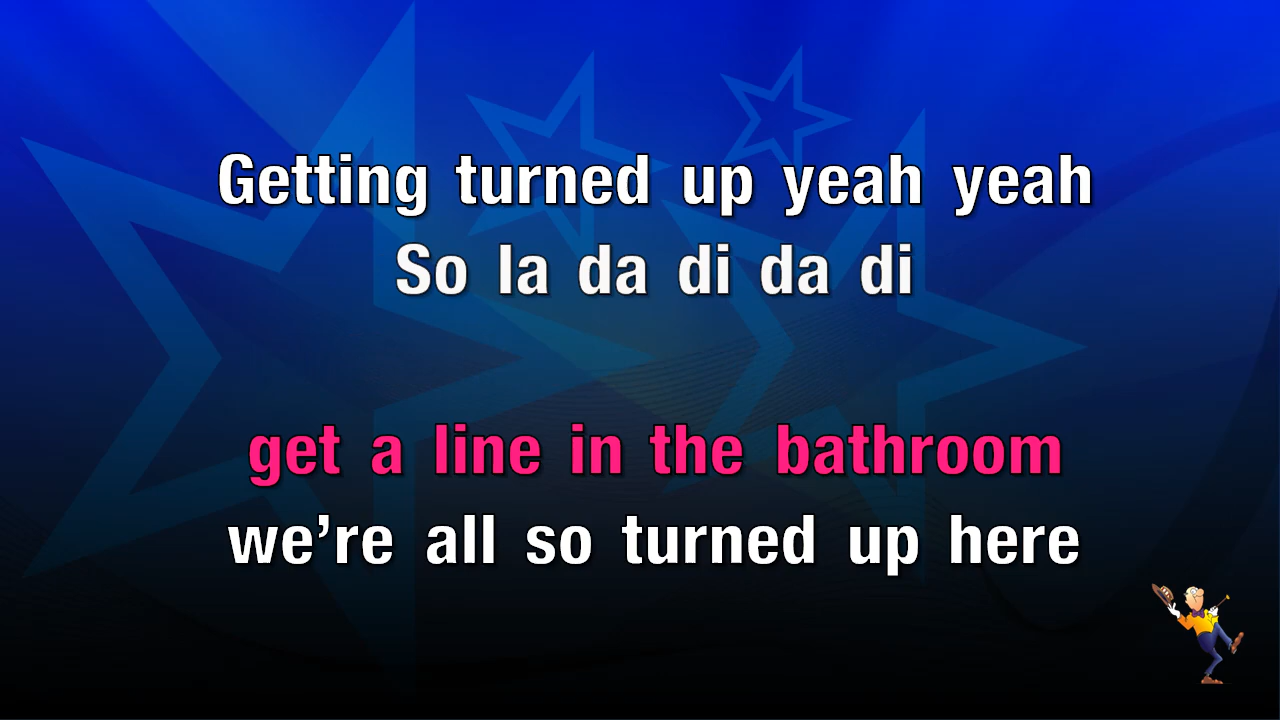 Getting turned up yeah yeah
So la da di da di
get a line in the bathroom
we're all so turned up here